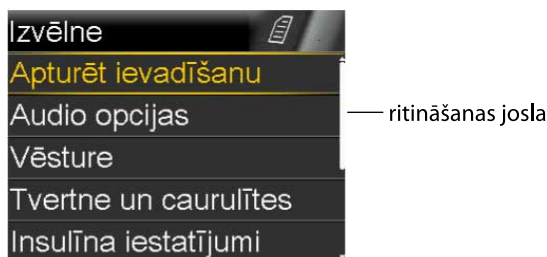 Izvēlne
Apturēt ievadīšanu
Audio opcijas
ritināšanas josla
Vēsture
Tvertne un caurulītes
Insulīna iestatījumi